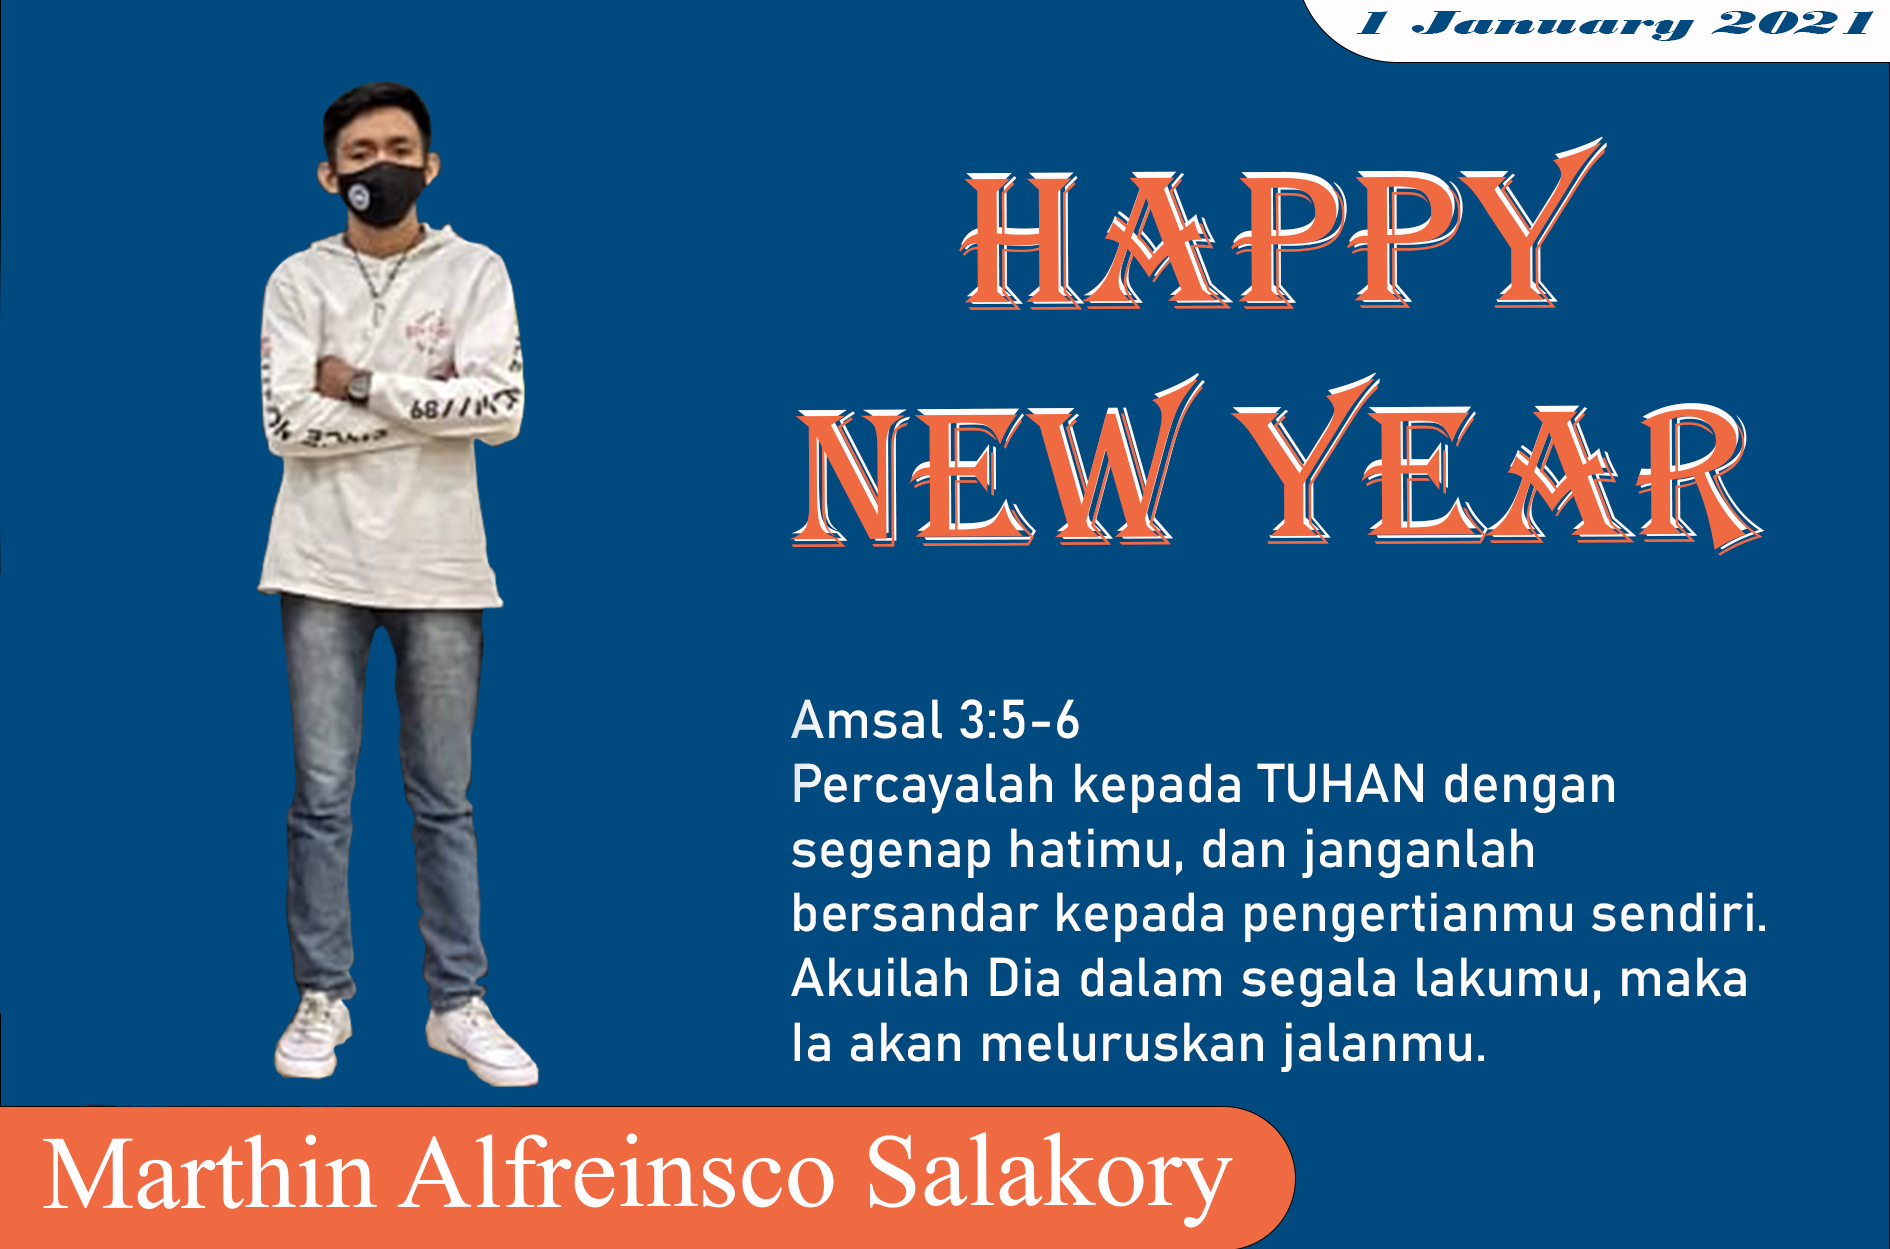 1 January 2021
HAPPY
NEW YEAR
Amsal 3:5-6
Percayalah kepada TUHAN dengan
segenap hatimu, dan janganlah
bersandar kepada pengertianmu sendiri.
Akuilah Dia dalam segala lakumu, maka
Ia akan meluruskan jalanmu.
Marthin Alfreinsco Salakory